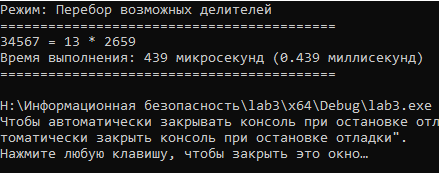 Режим: Перебор возможных делителей
==========================================
34567 = 13 * 2659
Время выполнения: 439 микросекунд (0.439 миллисекунд)
==========================================
H:\Информационная безопасность\lab3\x64\Debug\lab3.exe
Чтобы автоматически закрывать консоль при остановке отл
томатически закрыть консоль при остановке отладки".
Нажмите любую клавишу, чтобы закрыть это окно…